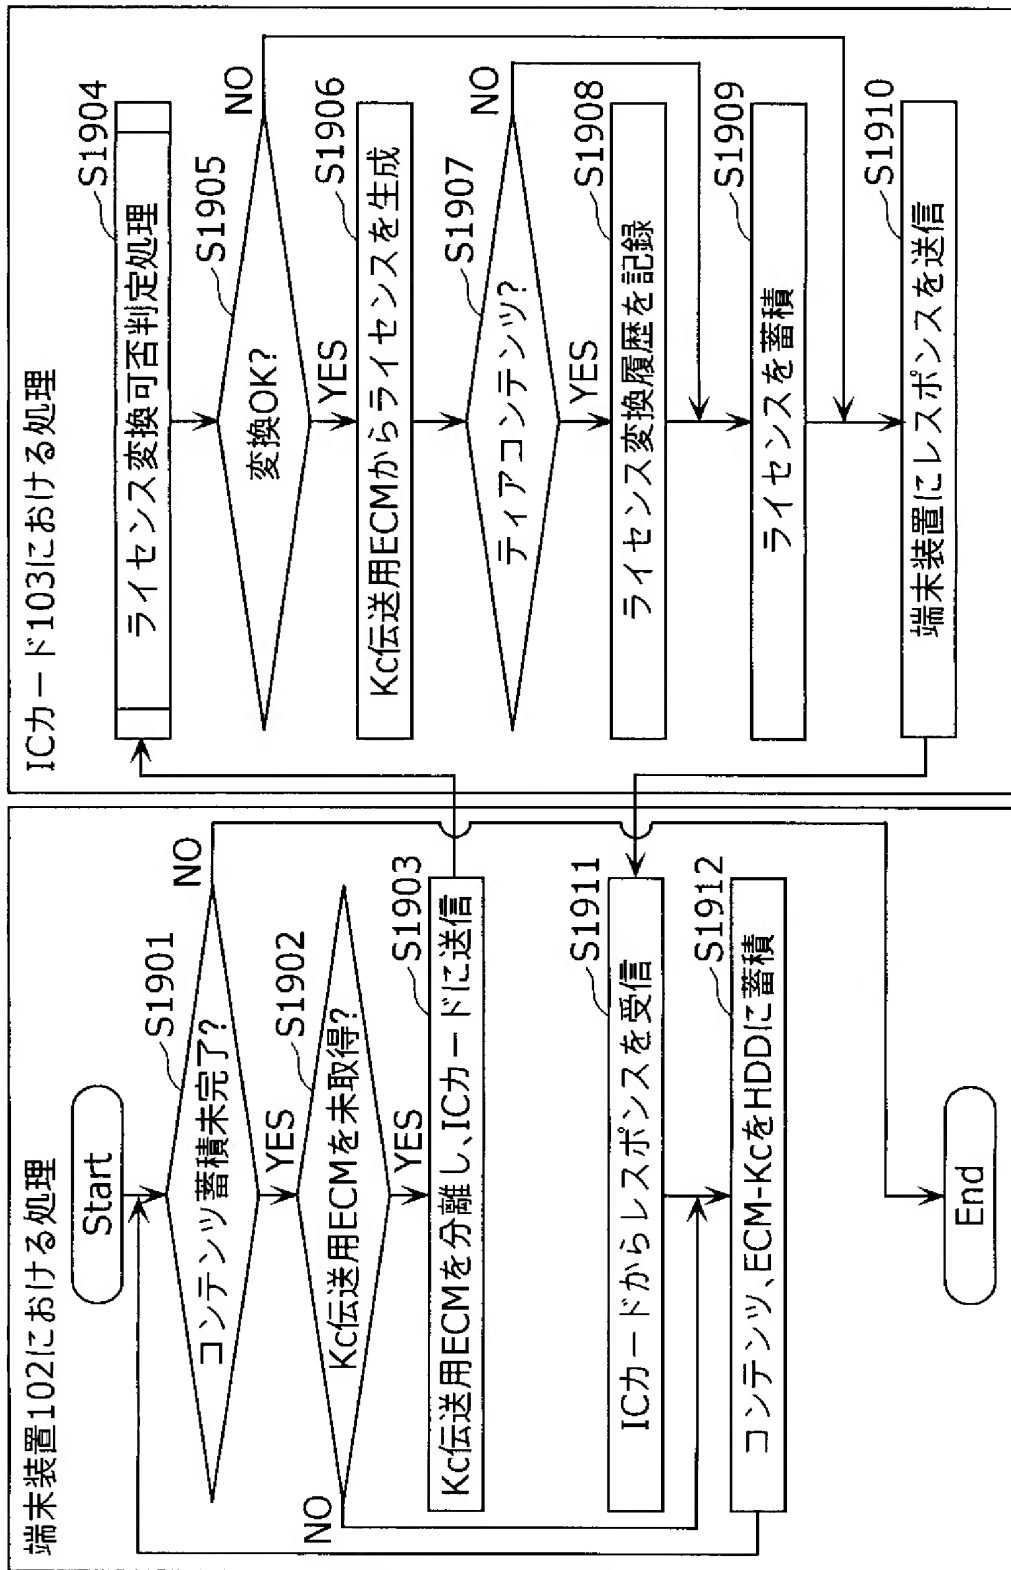 端末装置102における処理
Start
S1901
コンテンツ蓄積未完了?
NO
YES
S1902
Kc伝送用ECMを未取得?
NO
YES
S1903
Kc伝送用ECMを分離し、ICカードに送信
S1911
ICカードからレスポンスを受信
S1912
コンテンツ、ECM-KcをHDDに蓄積
End
ICカード103における処理
S1904
ライセンス変換可否判定処理
S1905
変換OK?
NO
YES
S1906
Kc伝送用ECMからライセンスを生成
S1907
ティアコンテンツ?
NO
YES
S1908
ライセンス変換履歴を記録
S1909
ライセンスを蓄積
S1910
端末装置にレスポンスを送信